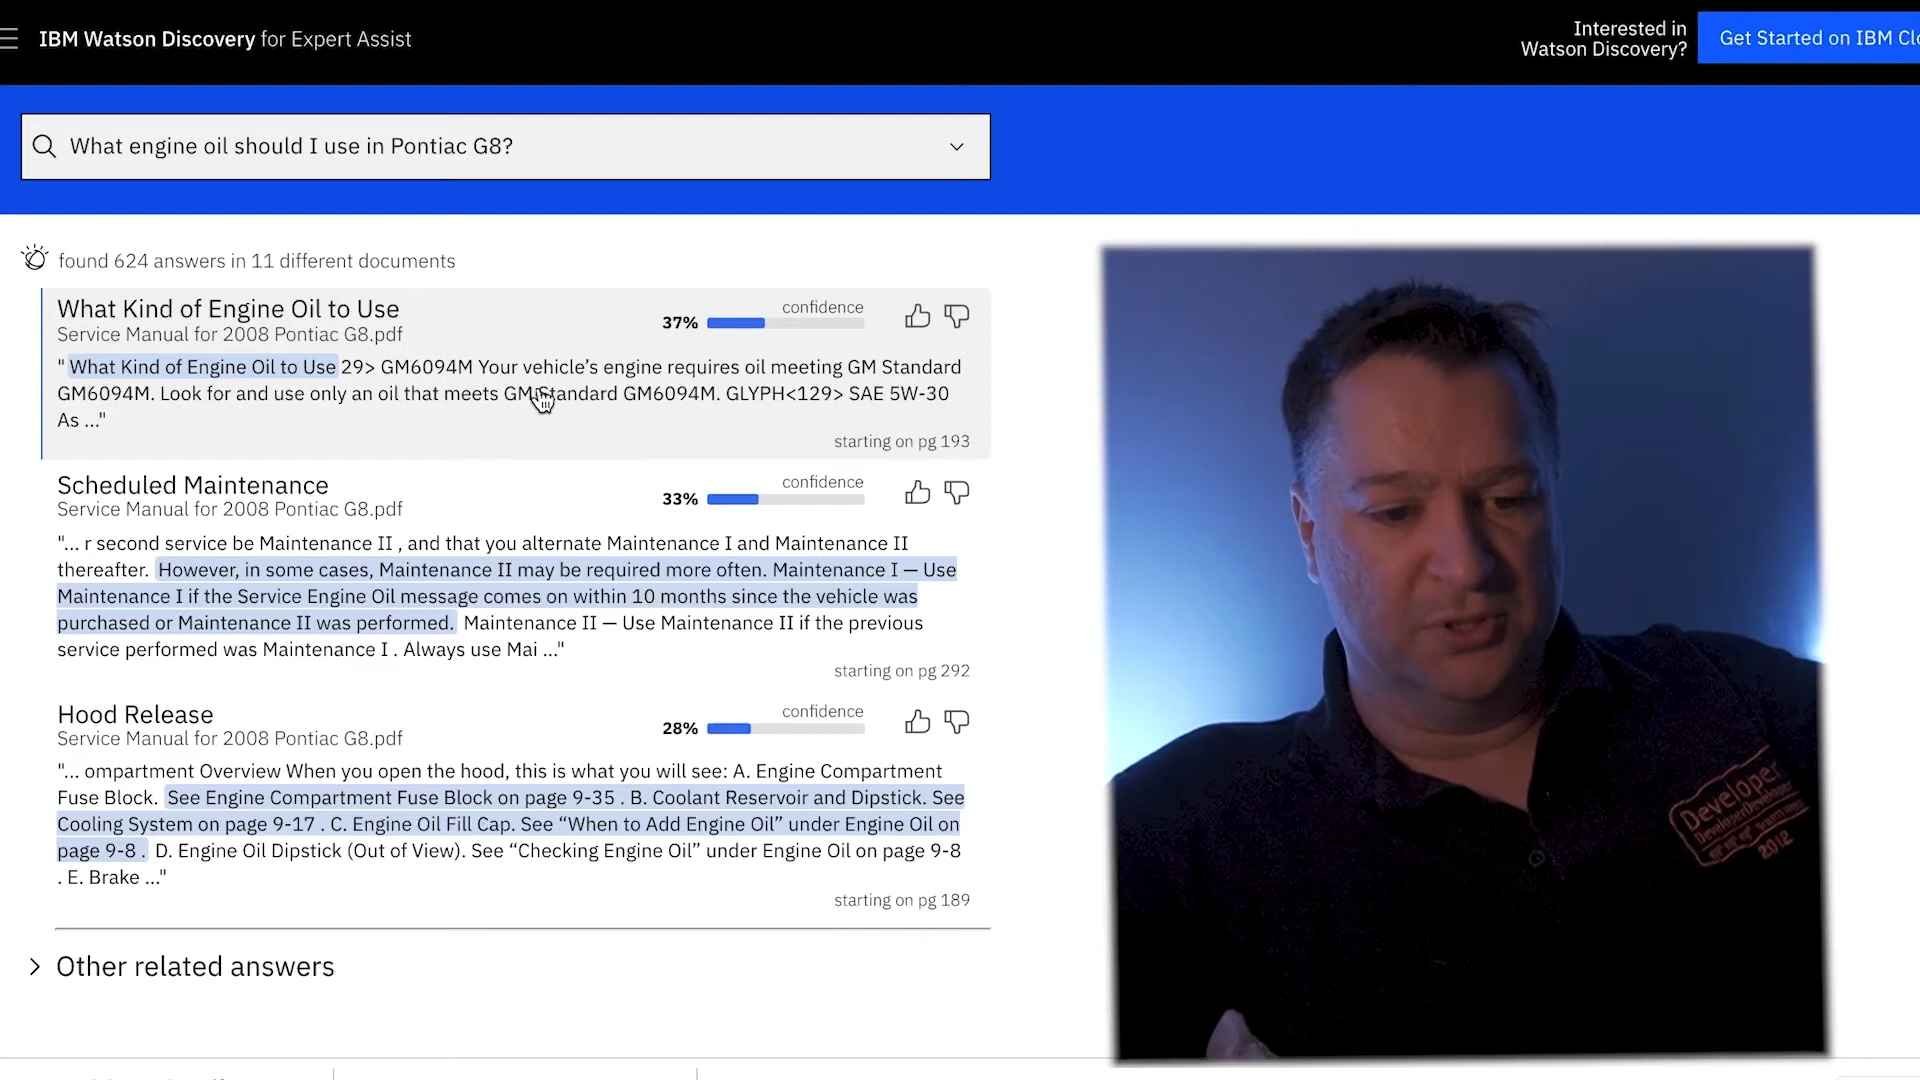 IBM Watson Discovery for Expert Assist
Interested in
Watson Discovery?
Get Started on IBM Clo
What engine oil should I use in Pontiac G8?
found 624 answers in 11 different documents
What Kind of Engine Oil to Use
Service Manual for 2008 Pontiac G8.pdf
37%
confidence
" What Kind of Engine Oil to Use 29> GM6094M Your vehicle's engine requires oil meeting GM Standard
GM6094M. Look for and use only an oil that meets GM Standard GM6094M. GLYPH<129> SAE 5W-30
As ..."
starting on pg 193
Scheduled Maintenance
Service Manual for 2008 Pontiac G8.pdf
33%
confidence
"... r second service be Maintenance II , and that you alternate Maintenance I and Maintenance II
thereafter. However, in some cases, Maintenance II may be required more often. Maintenance I — Use
Maintenance I if the Service Engine Oil message comes on within 10 months since the vehicle was
purchased or Maintenance II was performed. Maintenance II — Use Maintenance II if the previous
service performed was Maintenance I . Always use Mai ..."
starting on pg 292
Hood Release
Service Manual for 2008 Pontiac G8.pdf
28%
confidence
"... ompartment Overview When you open the hood, this is what you will see: A. Engine Compartment
Fuse Block. See Engine Compartment Fuse Block on page 9-35 . B. Coolant Reservoir and Dipstick. See
Cooling System on page 9-17 . C. Engine Oil Fill Cap. See “When to Add Engine Oil” under Engine Oil on
page 9-8 . D. Engine Oil Dipstick (Out of View). See “Checking Engine Oil” under Engine Oil on page 9-8
. E. Brake ..."
starting on pg 189
Other related answers
Developer
2012